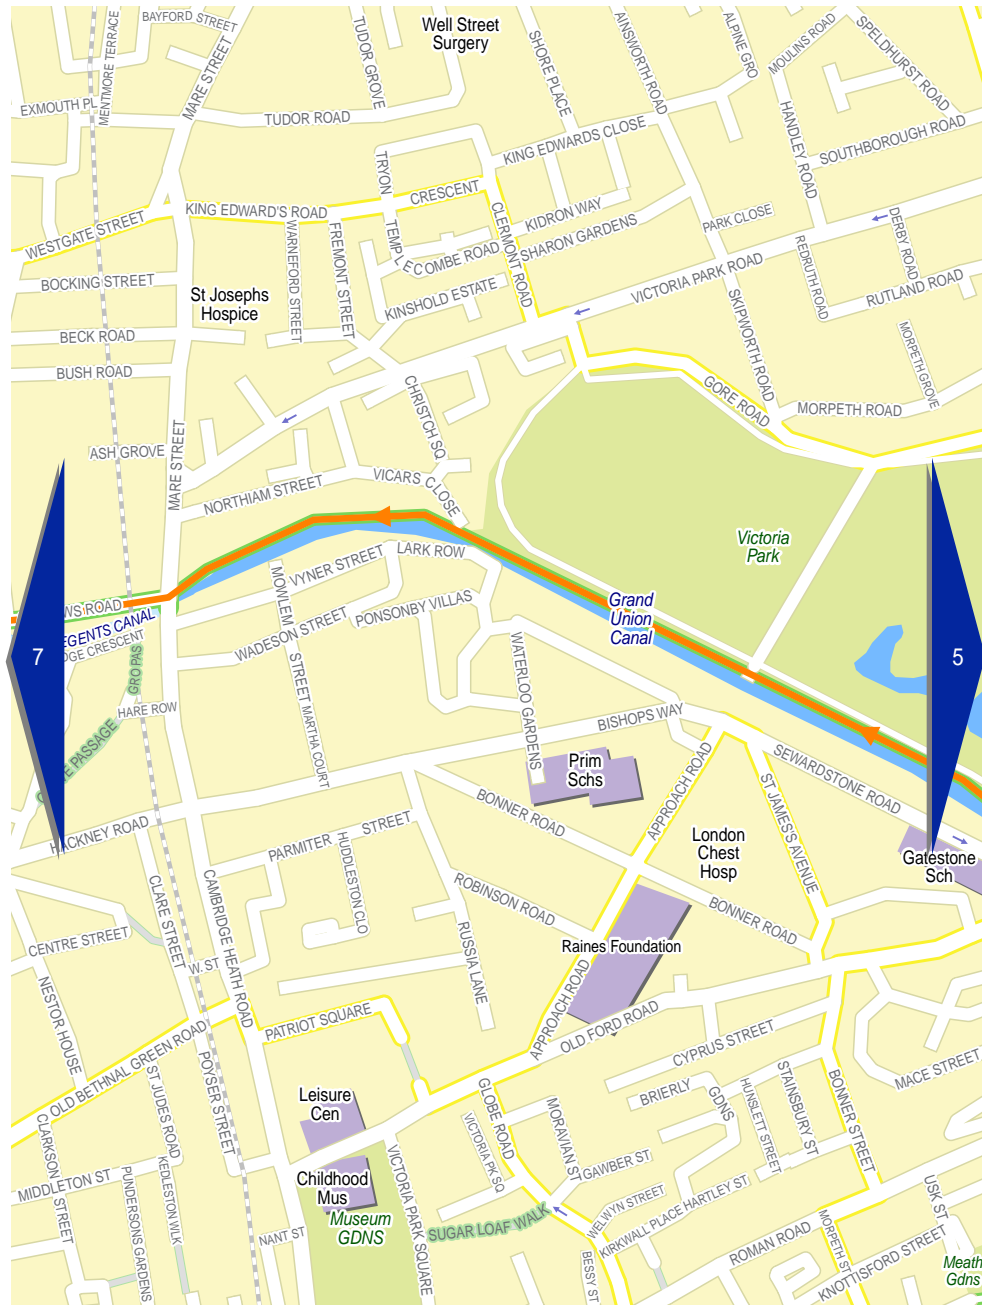 BAYFORD STREET
MENTMORE TERRACE
EXMOUTH PL
MARE STREET
TUDOR GROVE
TUDOR ROAD
Well Street
Surgery
SHORE PLACE
AINSWORTH ROAD
ALPINE GRO
MOULINS ROAD
SPELDHURST ROAD
HANDLEY ROAD
SOUTHBOROUGH ROAD
KING EDWARDS CLOSE
TRYON
CRESCENT
KING EDWARD'S ROAD
WESTGATE STREET
WARNEFORD STREET
FREMONT STREET
TEMPLECOMBE ROAD
CLERMONT ROAD
KIDRON WAY
SHARON GARDENS
PARK CLOSE
DERBY ROAD
REDRUTH ROAD
RUTLAND ROAD
VICTORIA PARK ROAD
BOCKING STREET
St Josephs
Hospice
KINSHOLD ESTATE
SKIPWORTH ROAD
MORPETH GROVE
BECK ROAD
BUSH ROAD
CHRISTCH SQ
GORE ROAD
MORPETH ROAD
ASH GROVE
MARE STREET
NORTHIAM STREET
VICARS CLOSE
Victoria
Park
VYNER STREET
LARK ROW
MOWLEM STREET
Grand
Union
Canal
WS ROAD
EGENTS CANAL
DGE CRESCENT
GRO PAS
WADESON STREET
PONSONBY VILLAS
WATERLOO GARDENS
7
5
HARE ROW
E PASSAGE
MARTHA COURT
BISHOPS WAY
Prim
Schs
APPROACH ROAD
SEWARDSTONE ROAD
ST JAMES'S AVENUE
HACKNEY ROAD
BONNER ROAD
PARMITER STREET
HUDDLESTON CLO
London
Chest
Hosp
Gatestone
Sch
CLARE STREET
CAMBRIDGE HEATH ROAD
ROBINSON ROAD
RUSSIA LANE
BONNER ROAD
CENTRE STREET
W. ST
Raines Foundation
APPROACH ROAD
NESTOR HOUSE
OLD BETHNAL GREEN ROAD
PATRIOT SQUARE
OLD FORD ROAD
CYPRUS STREET
MACE STREET
POYSER STREET
ST JUDES ROAD
Leisure
Cen
GLOBE ROAD
MORAVIAN ST
BRIERLY GDNS
HUNSLETT STREET
STAINSBURY ST
BONNER STREET
CLARKSON STREET
VICTORIA PK SQ
GAWBER ST
MIDDLETON ST
PUNDERSONS GARDENS
KEDLESTON WLK
Childhood
Mus
VICTORIA PARK SQUARE
WELWYN STREET
KIRKWALL PLACE
HARTLEY ST
USK ST
Museum
GDNS
NANT ST
SUGAR LOAF WALK
BESSY ST
ROMAN ROAD
MORPETH ST
KNOTTISFORD STREET
Meath
Gdns